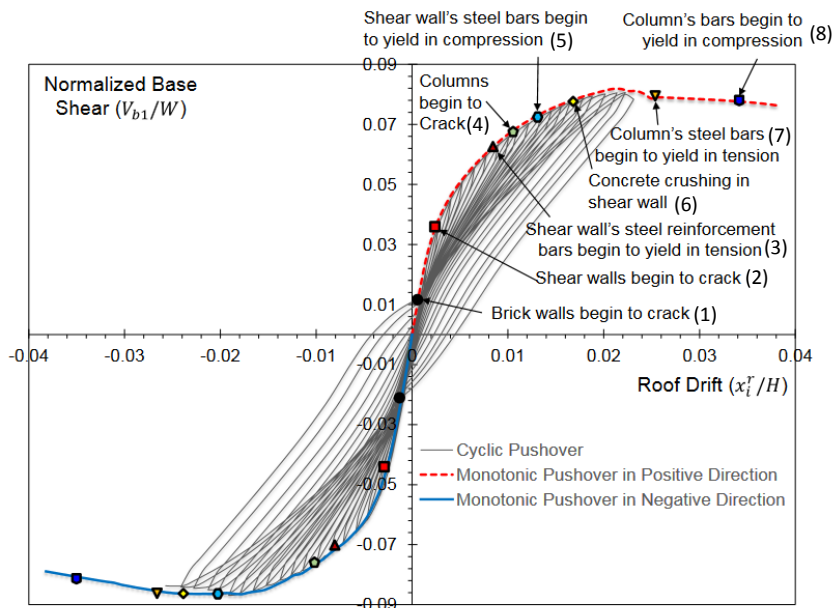 Shear wall's steel bars begin
to yield in compression (5)
Column's bars begin to
yield in compression (8)
Normalized Base
Shear (V_b1/W)
0.09
Columns
begin to
Crack(4)
0.07
Column's steel bars (7)
begin to yield in tension
Concrete crushing in
shear wall (6)
0.05
Shear wall's steel reinforcement
bars begin to yield in tension(3)
0.03
Shear walls begin to crack (2)
0.01
Brick walls begin to crack (1)
-0.04 -0.02 -0.01 0 0.01 0.02 0.03 0.04
-0.01
Roof Drift (x_i^r/H)
-0.03
Cyclic Pushover
Monotonic Pushover in Positive Direction
-0.05
Monotonic Pushover in Negative Direction
-0.07
-0.09